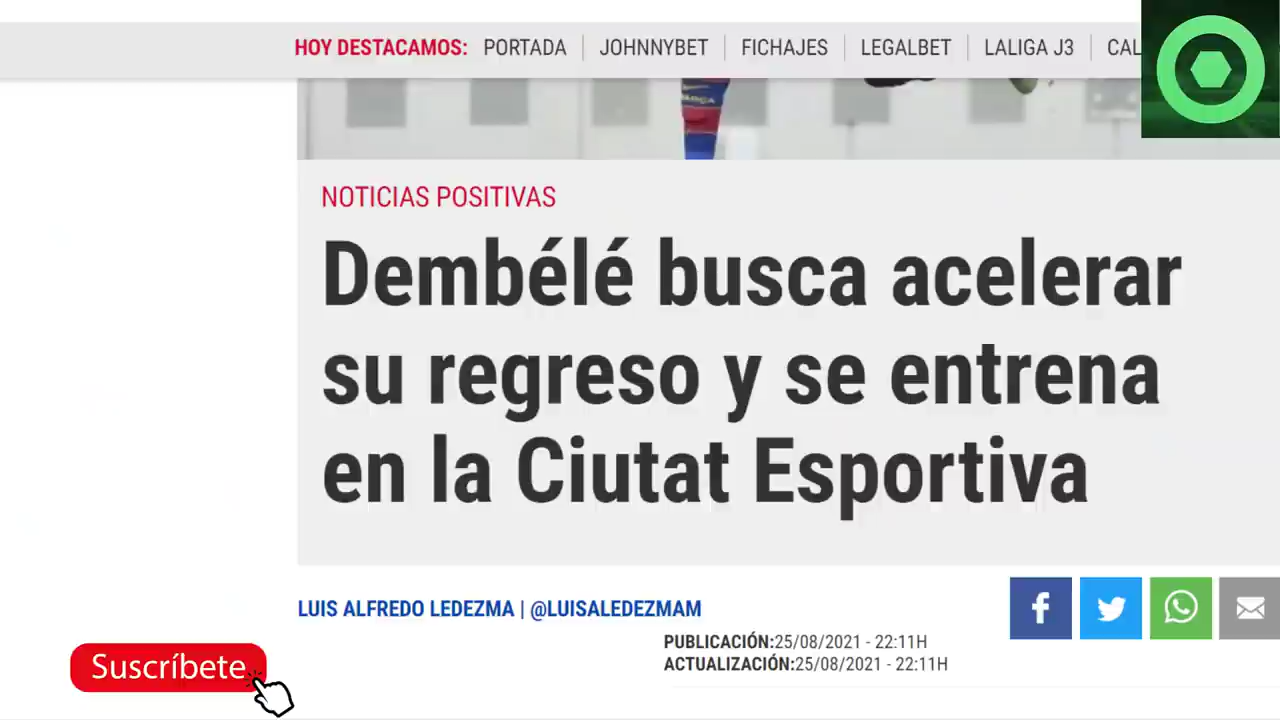 HOY DESTACAMOS: PORTADA JOHNNYBET FICHAJES LEGALBET LALIGA J3 CAL
NOTICIAS POSITIVAS
Dembélé busca acelerar
su regreso y se entrena
en la Ciutat Esportiva
LUIS ALFREDO LEDEZMA | @LUISALEDEZMAM
PUBLICACIÓN:25/08/2021 - 22:11H
ACTUALIZACIÓN:25/08/2021 - 22:11H
Suscríbete